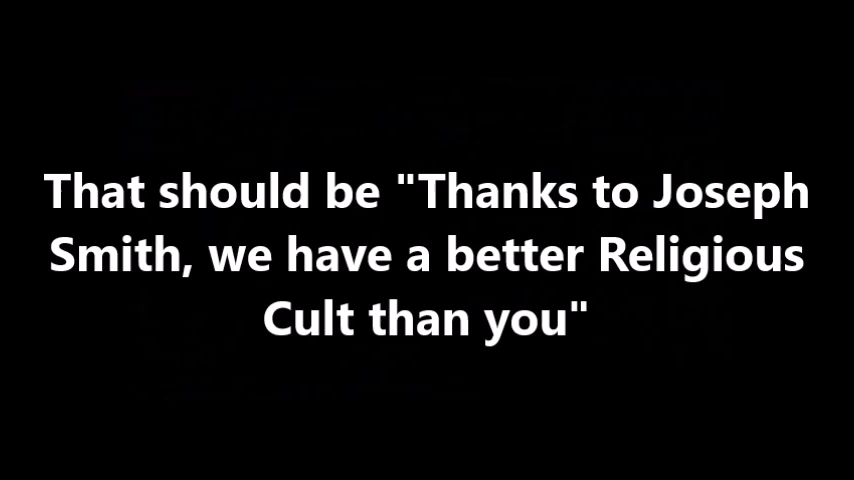 That should be "Thanks to Joseph
Smith, we have a better Religious
Cult than you"